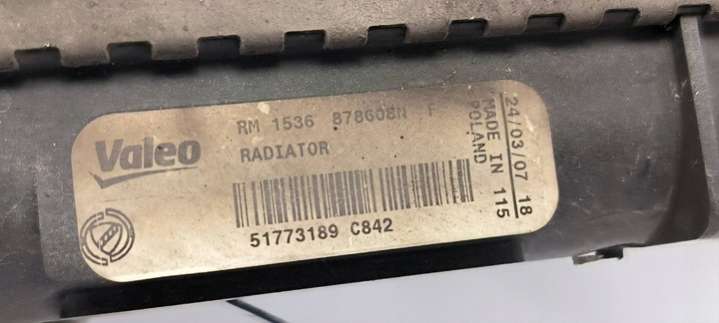 Valeo
RM 1536 878608N F
RADIATOR
51773189 C842
24/03/07 18
MADE IN 115
POLAND